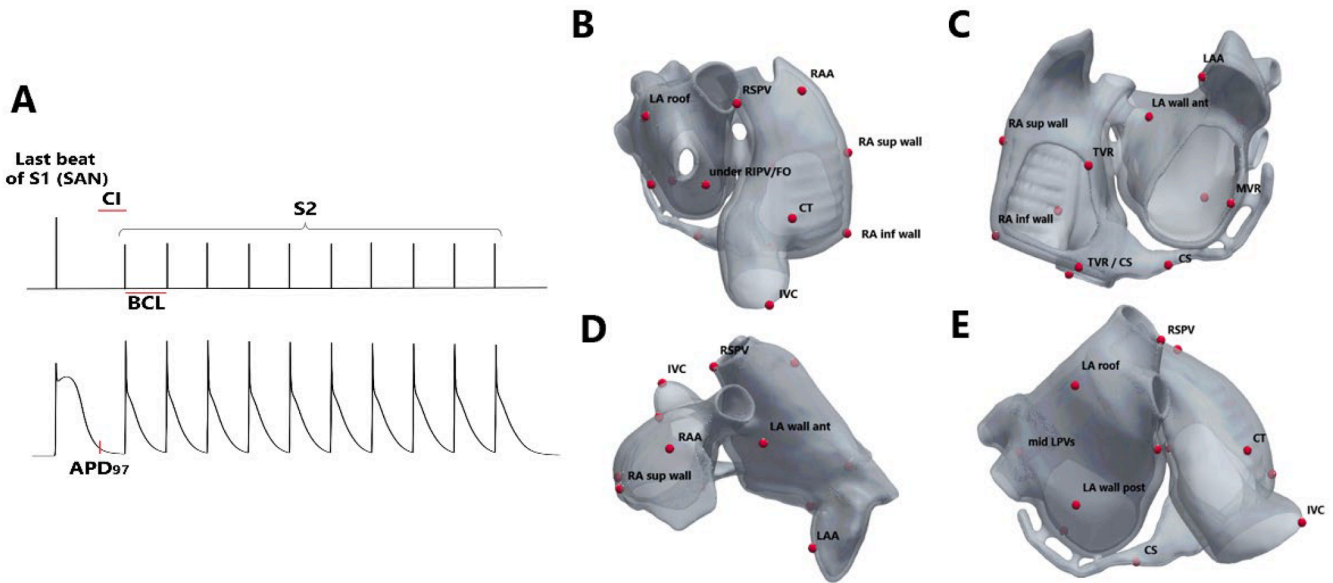 A
Last beat
of S1 (SAN)
CI
S2
BCL
APD97
B
LA roof
RSPV
RAA
RA sup wall
under RIPV/FO
CT
RA inf wall
IVC
C
LAA
LA wall ant
RA sup wall
TVR
MVR
RA inf wall
TVR / CS
CS
D
RSPV
IVC
LA wall ant
RAA
RA sup wall
LAA
E
RSPV
LA roof
mid LPVs
CT
LA wall post
IVC
CS